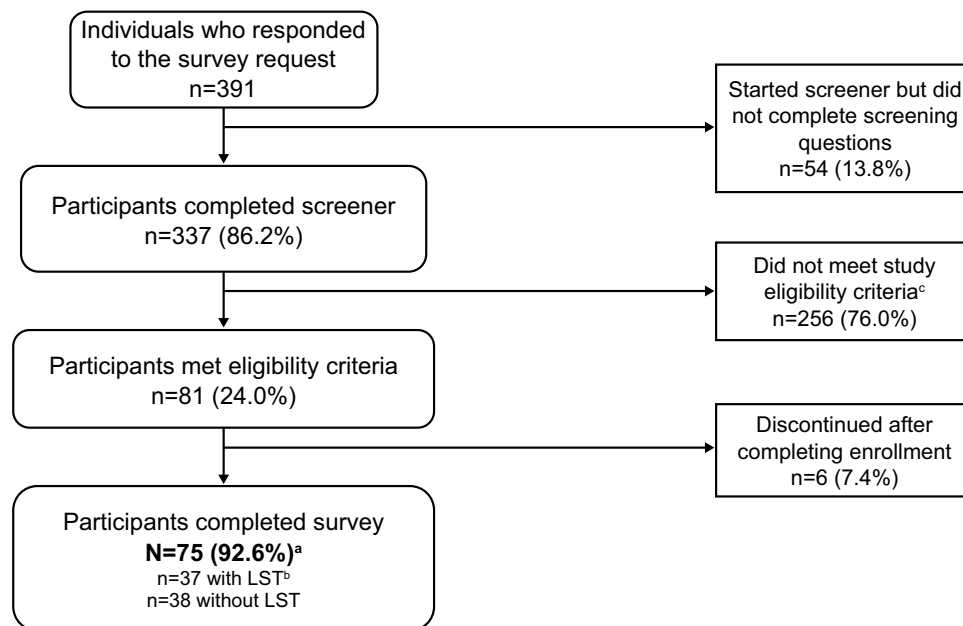 Individuals who responded
to the survey request
n=391
Started screener but did
not complete screening
questions
n=54 (13.8%)
Participants completed screener
n=337 (86.2%)
Did not meet study
eligibility criteriaᶜ
n=256 (76.0%)
Participants met eligibility criteria
n=81 (24.0%)
Discontinued after
completing enrollment
n=6 (7.4%)
Participants completed survey
N=75 (92.6%)ᵃ
n=37 with LSTᵇ
n=38 without LST